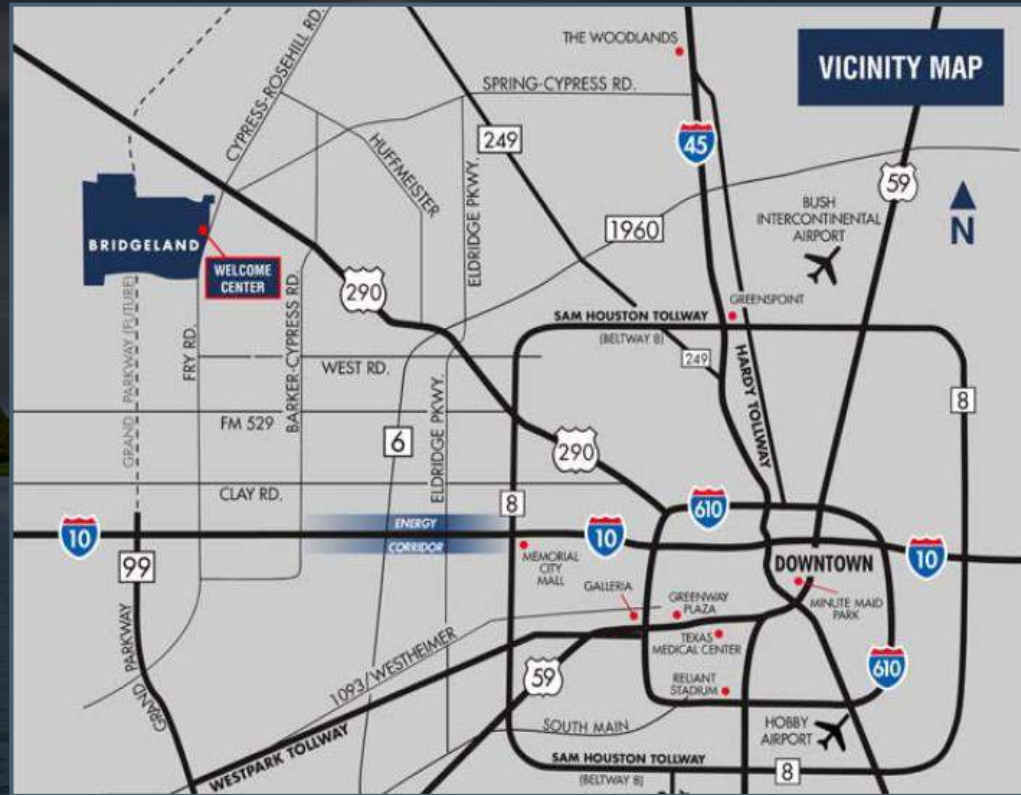 VICINITY MAP
THE WOODLANDS
CYPRESS-ROSEHILL RD.
SPRING-CYPRESS RD.
HUFFMEISTER
249
45
59
ELDRIDGE PKWY.
1960
BUSH
INTERCONTINENTAL
AIRPORT
N
BRIDGELAND
WELCOME
CENTER
290
GREENSPOINT
SAM HOUSTON TOLLWAY
(BELTWAY 8)
249
HARDY TOLLWAY
GRAND PARKWAY (FUTURE)
FRY RD.
BARKER-CYPRESS RD.
WEST RD.
8
FM 529
6
ELDRIDGE PKWY.
290
CLAY RD.
8
610
ENERGY
CORRIDOR
10
10
10
99
MEMORIAL
CITY
MALL
DOWNTOWN
GALLERIA
GREENWAY
PLAZA
MINUTE MAID
PARK
TEXAS
MEDICAL CENTER
GRAND PARKWAY
1093/WESTHEIMER
59
610
RELIANT
STADIUM
SOUTH MAIN
HOBBY
AIRPORT
WESTPARK TOLLWAY
SAM HOUSTON TOLLWAY
(BELTWAY 8)
8